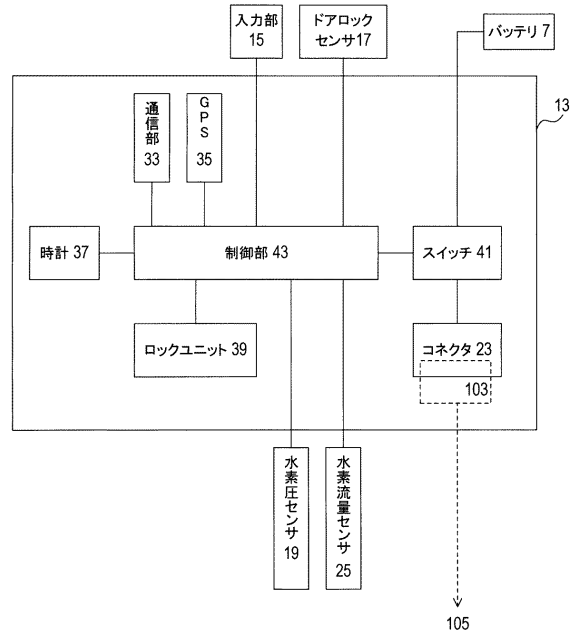 入力部
15
ドアロック
センサ17
バッテリ 7
13
通信部
33
GPS
35
時計 37
制御部 43
スイッチ 41
ロックユニット 39
コネクタ 23
103
水素圧センサ
19
水素流量センサ
25
105